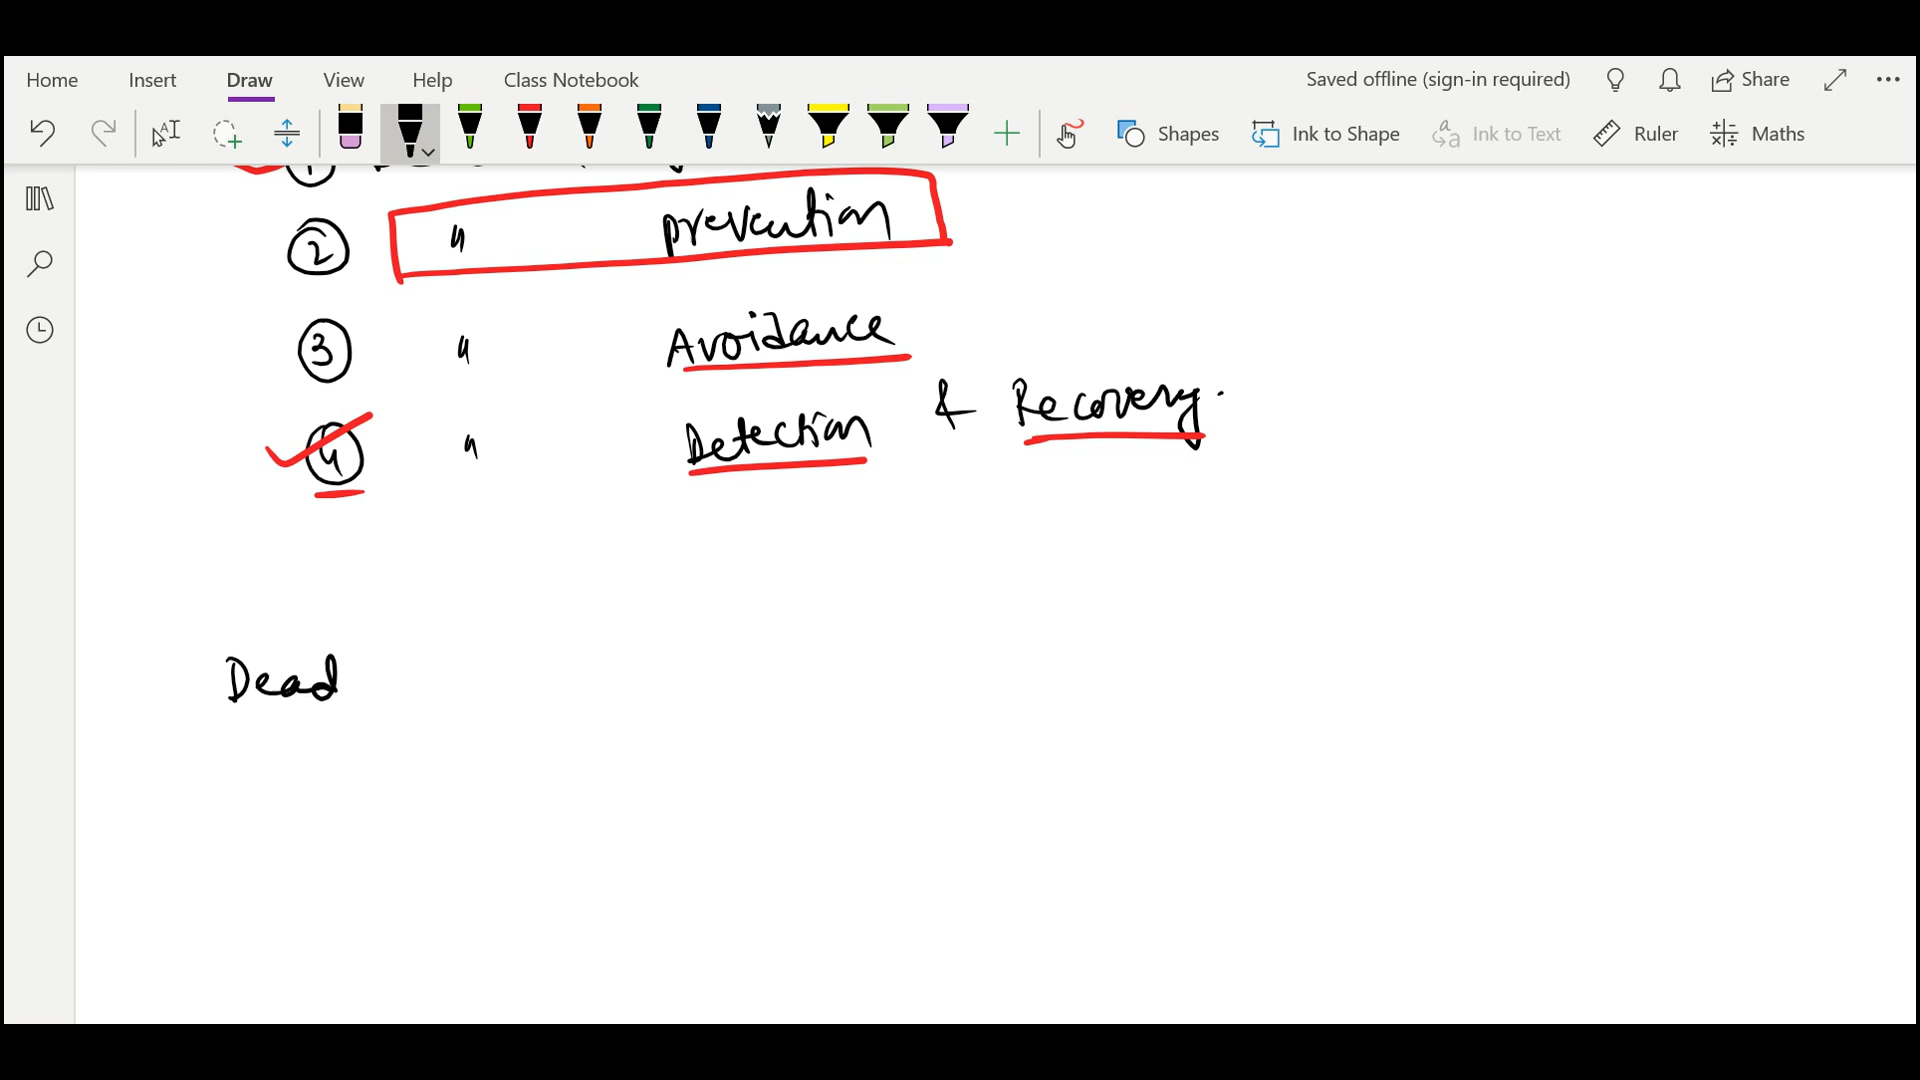 Home Insert Draw View Help Class Notebook Saved offline (sign-in required) Share
Shapes Ink to Shape Ink to Text Ruler Maths
② " prevention
③ " Avoidance
④ " Detection & Recovery.
Dead